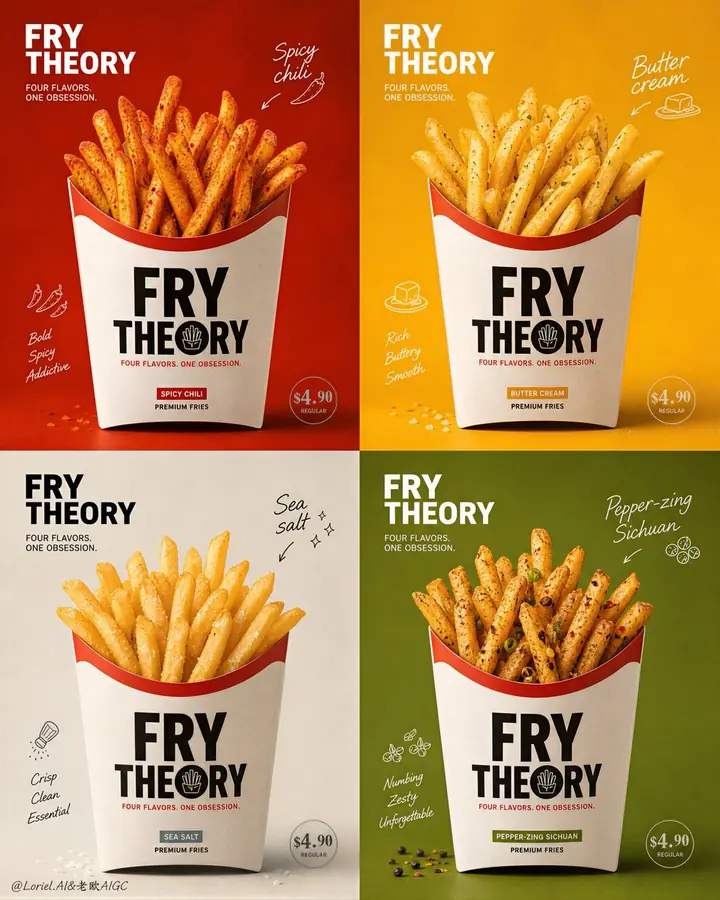 FRY
THEORY
FOUR FLAVORS.
ONE OBSESSION.
Spicy
chili
FRY
THEORY
FOUR FLAVORS. ONE OBSESSION.
SPICY CHILI
PREMIUM FRIES
Bold
Spicy
Addictive
$4.90
REGULAR
FRY
THEORY
FOUR FLAVORS.
ONE OBSESSION.
Butter
cream
FRY
THEORY
FOUR FLAVORS. ONE OBSESSION.
BUTTER CREAM
PREMIUM FRIES
Rich
Buttery
Smooth
$4.90
REGULAR
FRY
THEORY
FOUR FLAVORS.
ONE OBSESSION.
Sea
salt
FRY
THEORY
FOUR FLAVORS. ONE OBSESSION.
SEA SALT
PREMIUM FRIES
Crisp
Clean
Essential
$4.90
REGULAR
@Loriel.AI&老欧AIGC
FRY
THEORY
FOUR FLAVORS.
ONE OBSESSION.
Pepper-zing
Sichuan
FRY
THEORY
FOUR FLAVORS. ONE OBSESSION.
PEPPER-ZING SICHUAN
PREMIUM FRIES
Numbing
Zesty
Unforgettable
$4.90
REGULAR